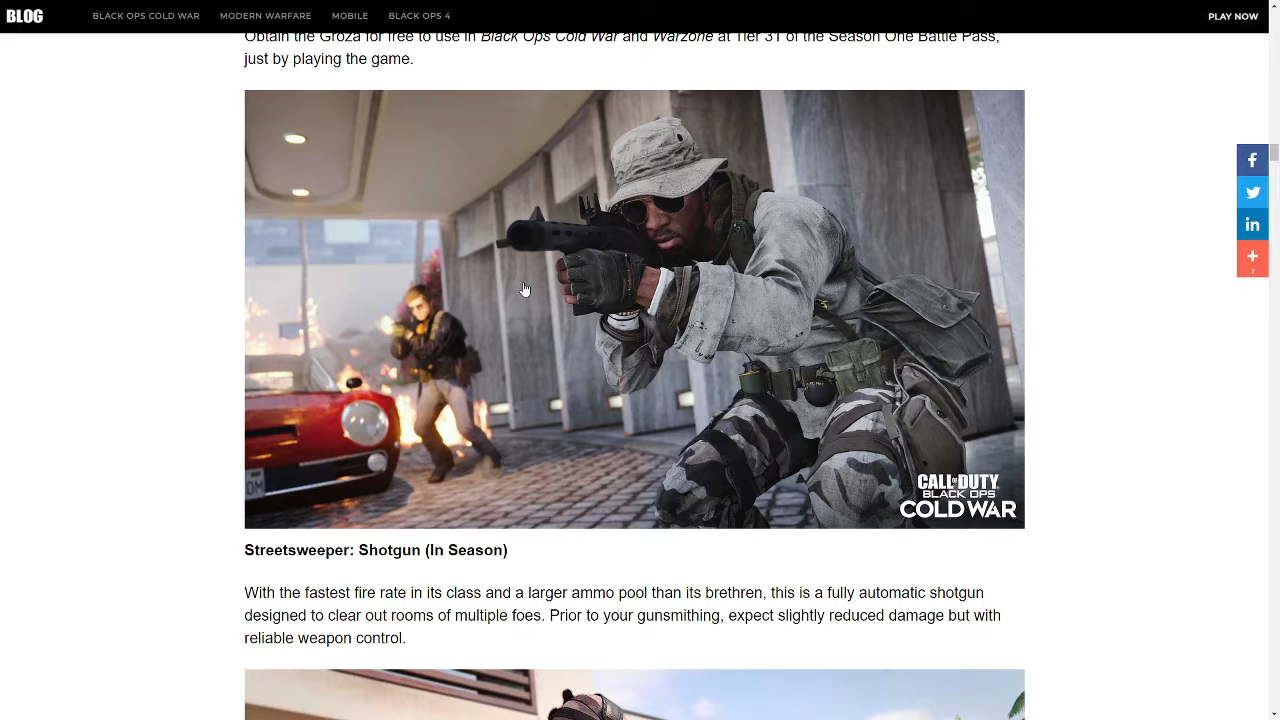 BLOG
BLACK OPS COLD WAR MODERN WARFARE MOBILE BLACK OPS 4
PLAY NOW
Obtain the Groza for free to use in Black Ops Cold War and Warzone at Tier 31 of the Season One Battle Pass,
just by playing the game.
7
CALL OF DUTY
BLACK OPS
COLD WAR
Streetsweeper: Shotgun (In Season)
With the fastest fire rate in its class and a larger ammo pool than its brethren, this is a fully automatic shotgun
designed to clear out rooms of multiple foes. Prior to your gunsmithing, expect slightly reduced damage but with
reliable weapon control.